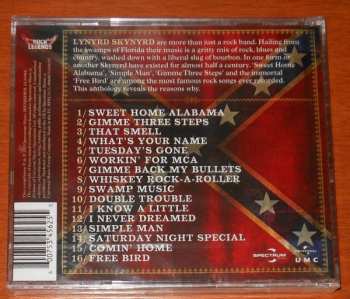 ROCK LEGENDS
LYNYRD SKYNYRD are more than just a rock band. Hailing from
the swamps of Florida their music is a gritty mix of rock, blues and
country, washed down with a liberal slug of bourbon. In one form or
another Skynyrd have existed for almost half a century. 'Sweet Home
Alabama', 'Simple Man', 'Gimme Three Steps' and the immortal
'Free Bird' are among the most famous rock songs ever recorded.
This anthology reveals the reasons why.
1/ SWEET HOME ALABAMA
2/ GIMME THREE STEPS
3/ THAT SMELL
4/ WHAT'S YOUR NAME
5/ TUESDAY'S GONE
6/ WORKIN' FOR MCA
7/ GIMME BACK MY BULLETS
8/ WHISKEY ROCK-A-ROLLER
9/ SWAMP MUSIC
10/ DOUBLE TROUBLE
11/ I KNOW A LITTLE
12/ I NEVER DREAMED
13/ SIMPLE MAN
14/ SATURDAY NIGHT SPECIAL
15/ COMIN' HOME
16/ FREE BIRD
SPECTRUM
UMC